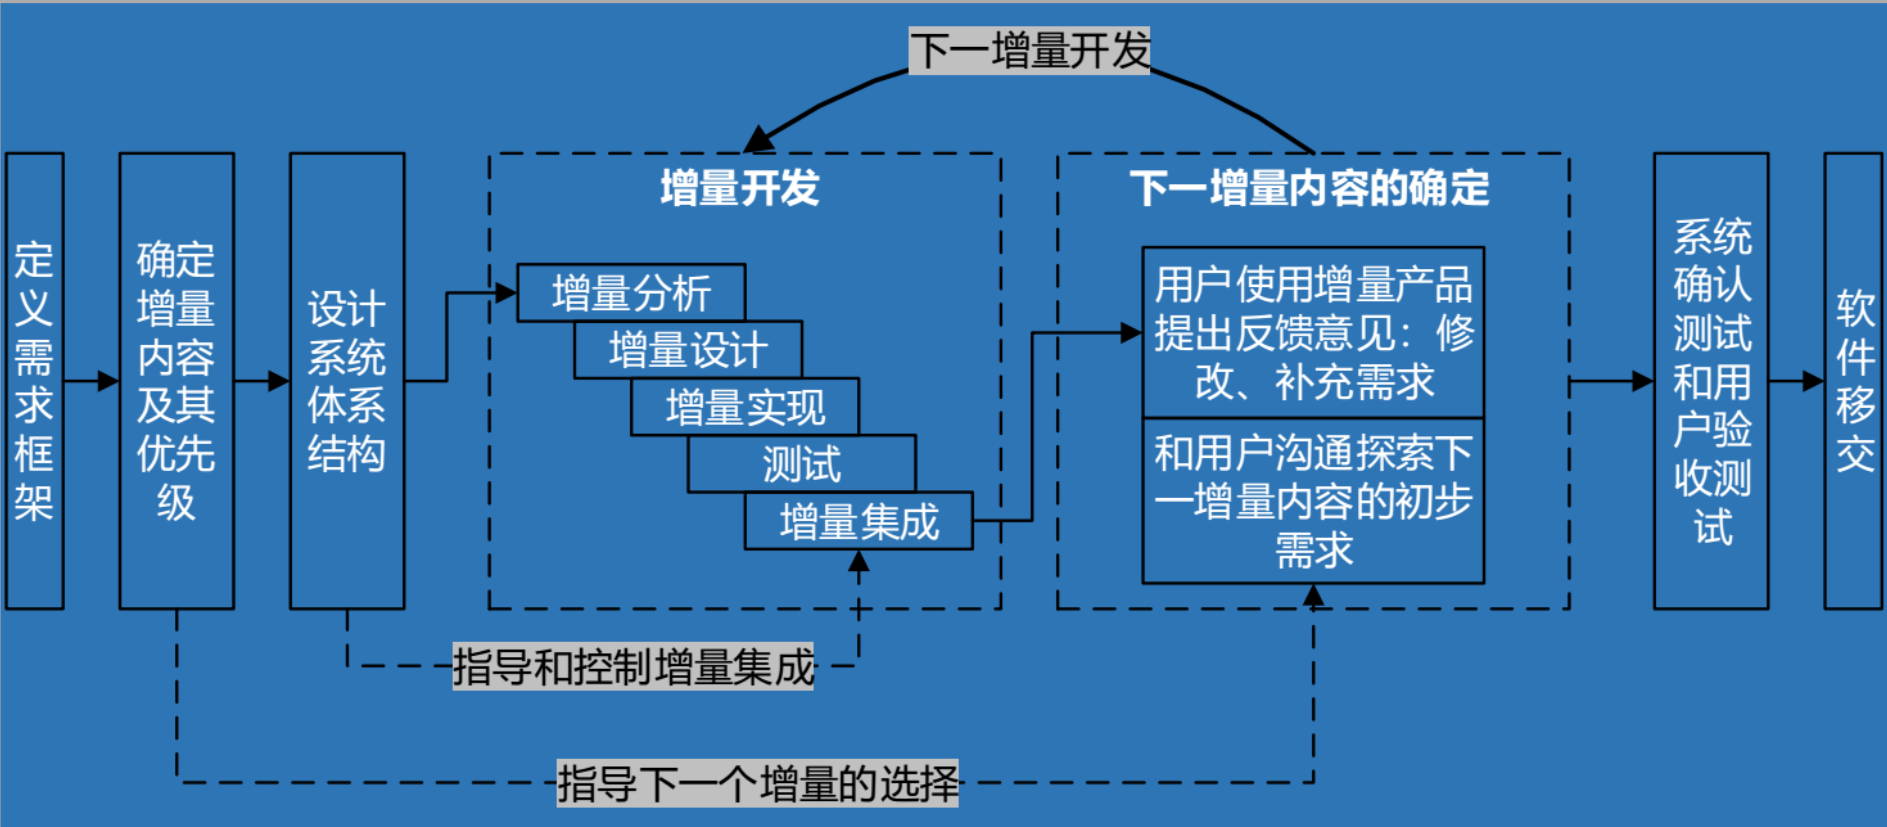 下一增量开发
定
义
需
求
框
架
确定
增量
内容
及其
优先
级
设计
系统
体系
结构
增量开发
增量分析
增量设计
增量实现
测试
增量集成
下一增量内容的确定
用户使用增量产品
提出反馈意见：修
改、补充需求
和用户沟通探索下
一增量内容的初步
需求
系统
确认
测试
和用
户验
收测
试
软
件
移
交
指导和控制增量集成
指导下一个增量的选择